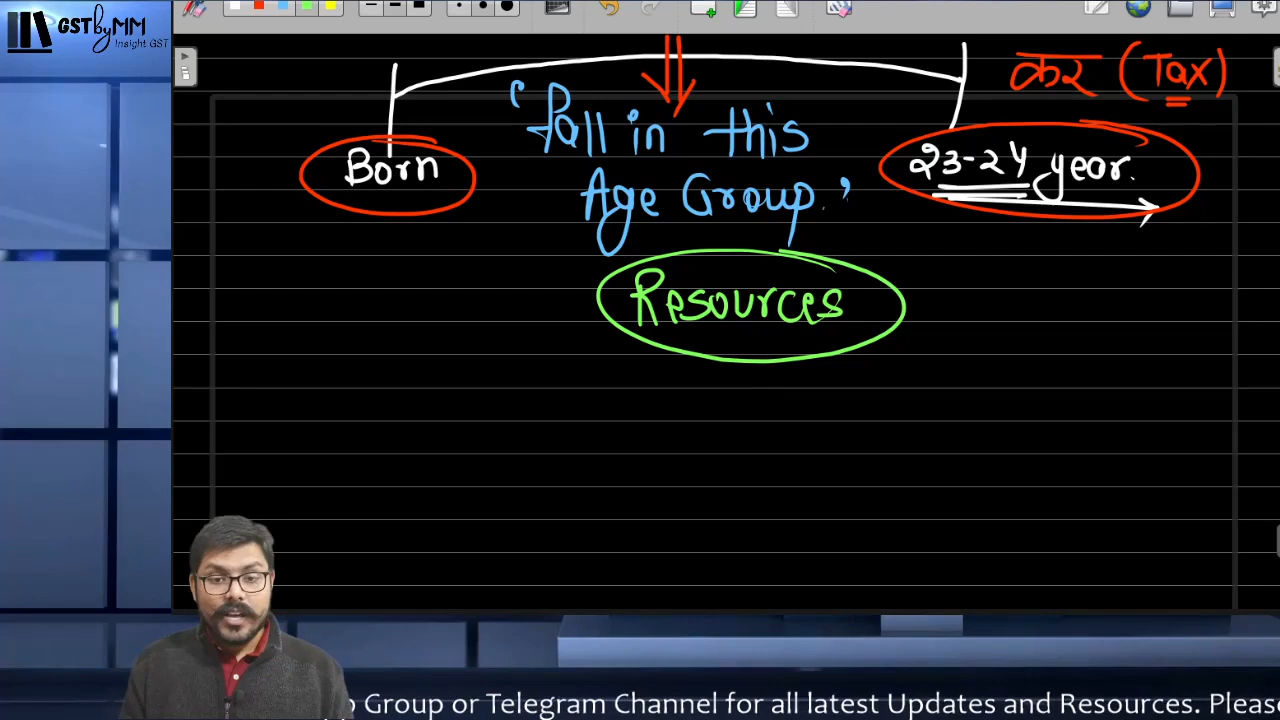 GSTbyMM
Insight GST
कर (Tax)
Born
'fall in this
Age Group.'
23-24 year.
Resources
p Group or Telegram Channel for all latest Updates and Resources. Pleas